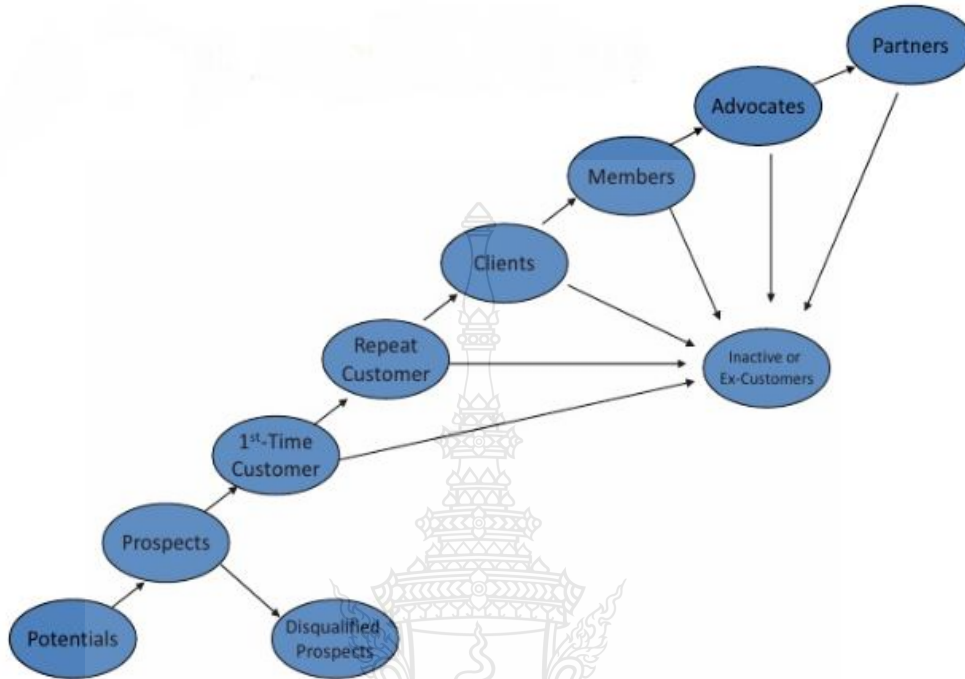 Partners
Advocates
Members
Clients
Repeat
Customer
Inactive or
Ex-Customers
1st-Time
Customer
Prospects
Potentials
Disqualified
Prospects